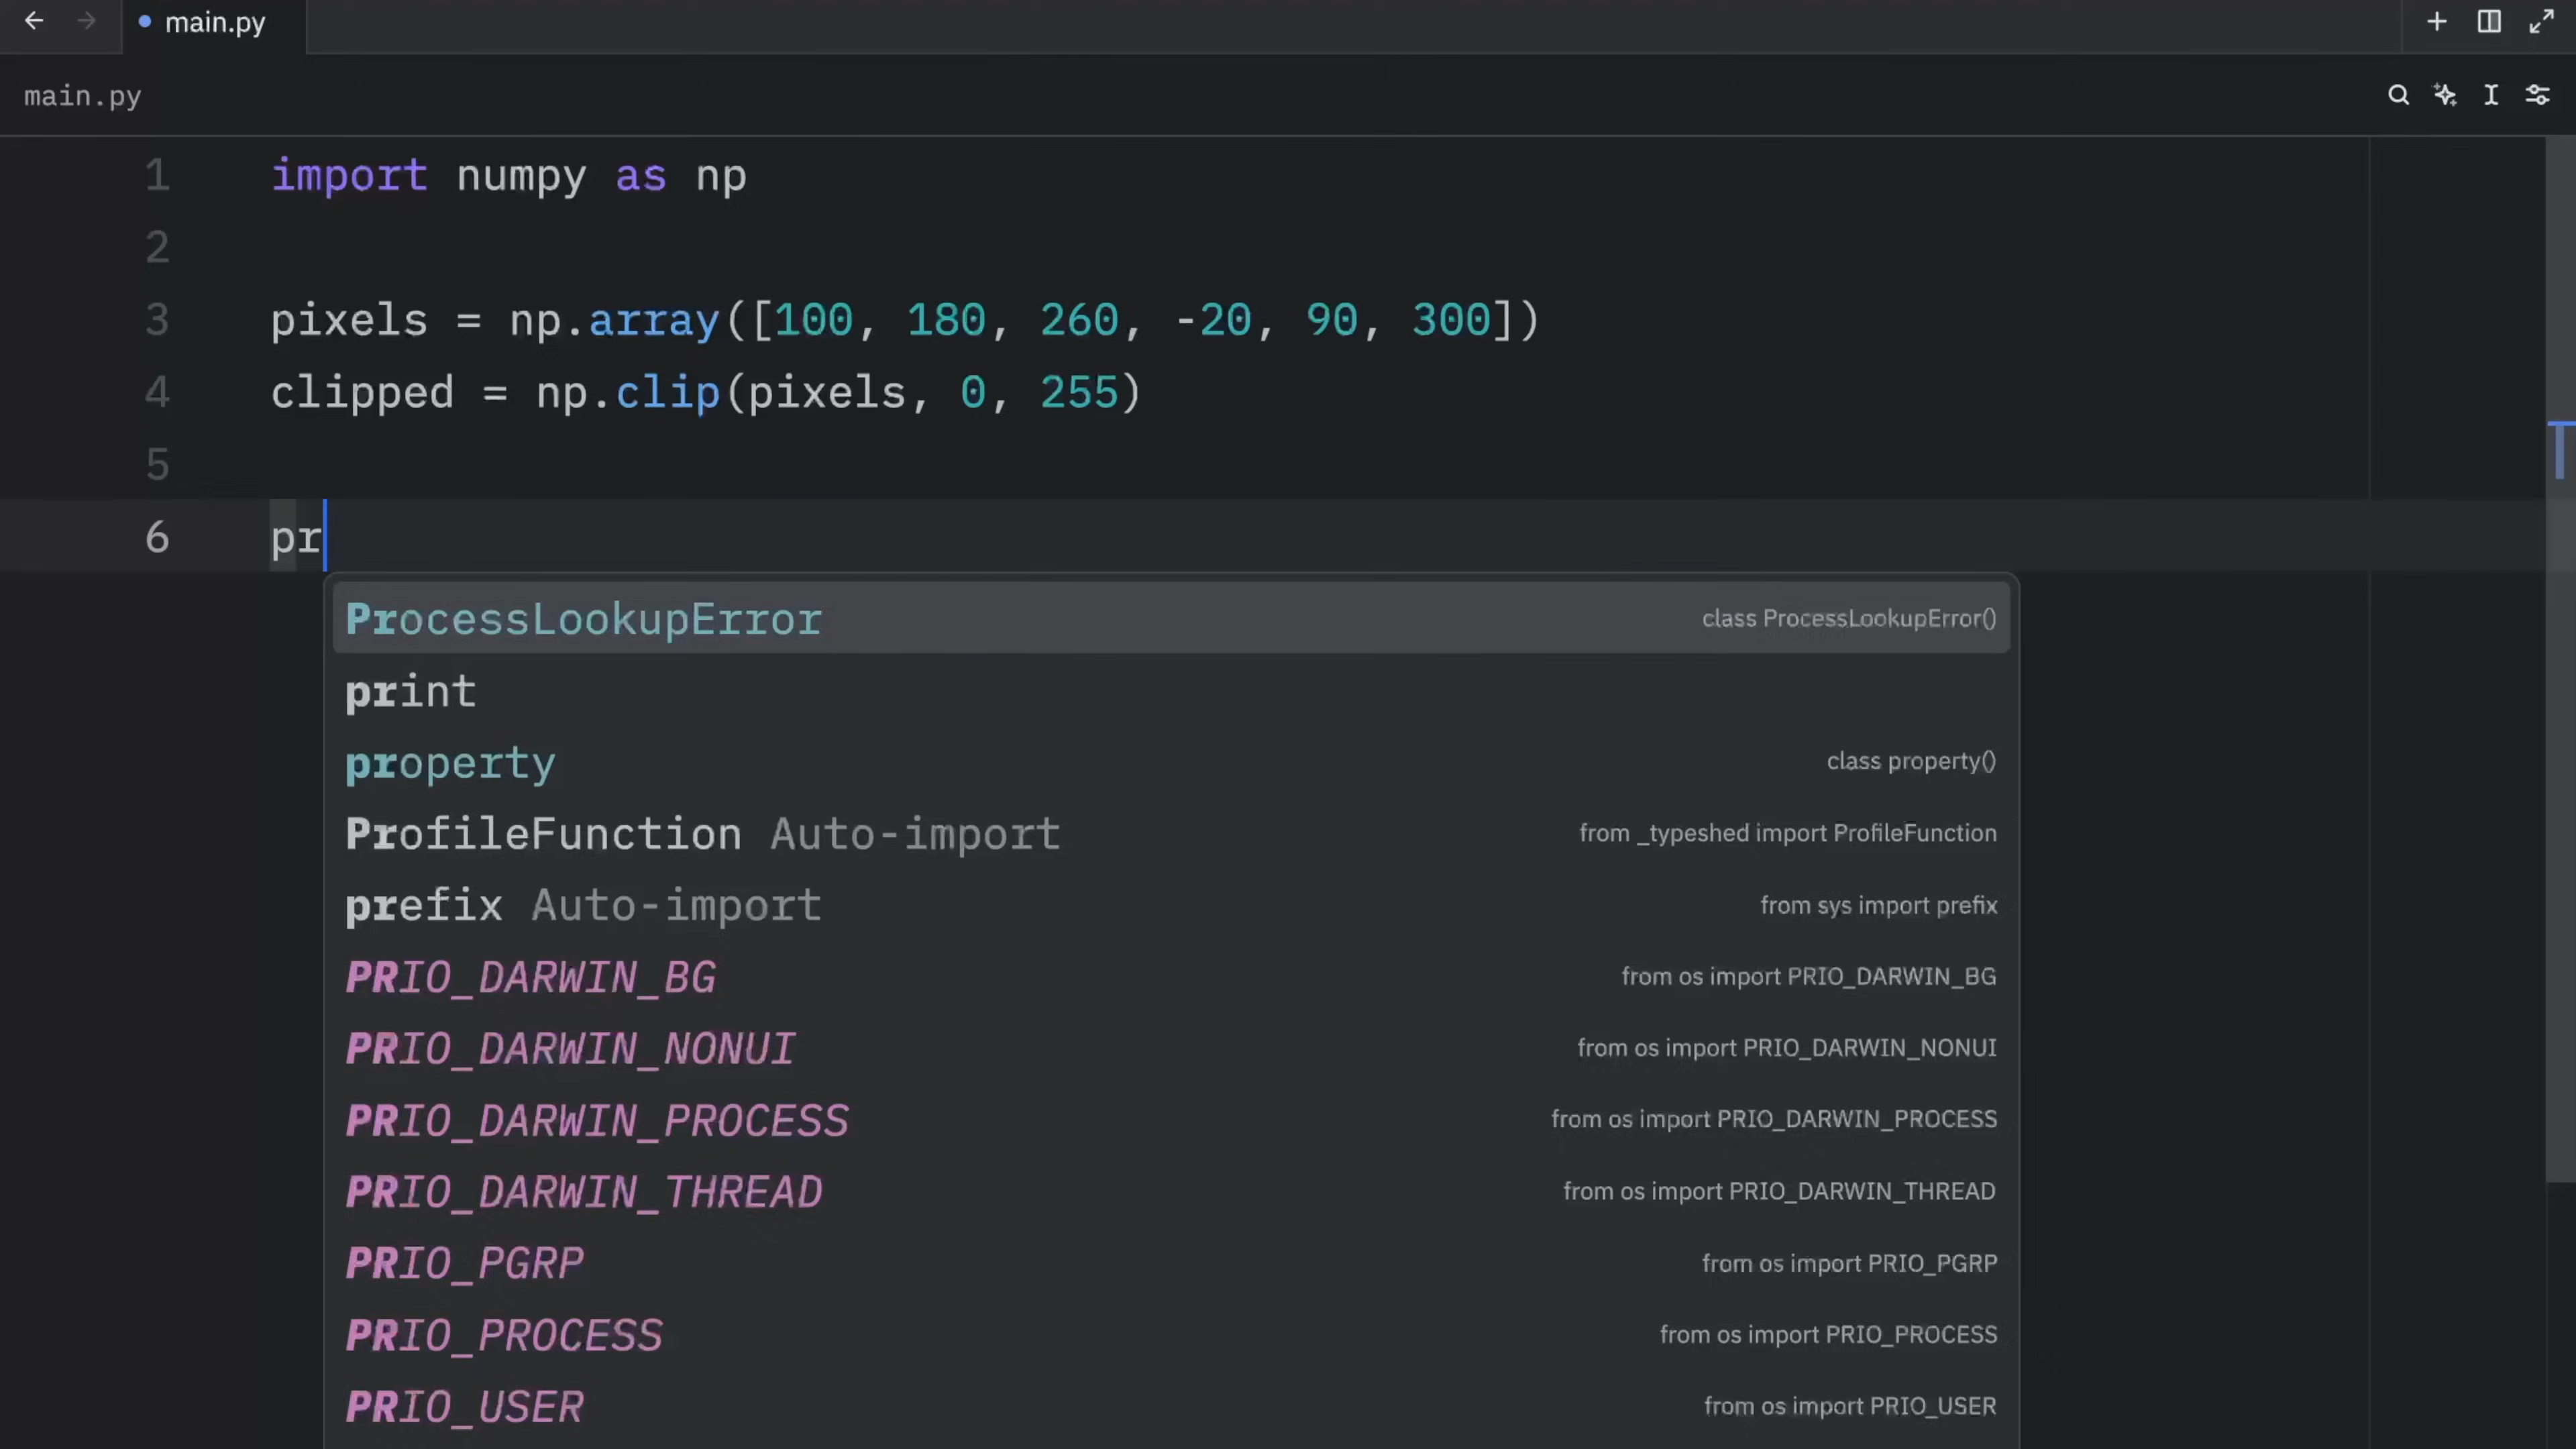 main.py
main.py
1 import numpy as np
2
3 pixels = np.array([100, 180, 260, -20, 90, 300])
4 clipped = np.clip(pixels, 0, 255)
5
6 pr
ProcessLookupError class ProcessLookupError()
print
property class property()
ProfileFunction Auto-import from _typeshed import ProfileFunction
prefix Auto-import from sys import prefix
PRIO_DARWIN_BG from os import PRIO_DARWIN_BG
PRIO_DARWIN_NONUI from os import PRIO_DARWIN_NONUI
PRIO_DARWIN_PROCESS from os import PRIO_DARWIN_PROCESS
PRIO_DARWIN_THREAD from os import PRIO_DARWIN_THREAD
PRIO_PGRP from os import PRIO_PGRP
PRIO_PROCESS from os import PRIO_PROCESS
PRIO_USER from os import PRIO_USER